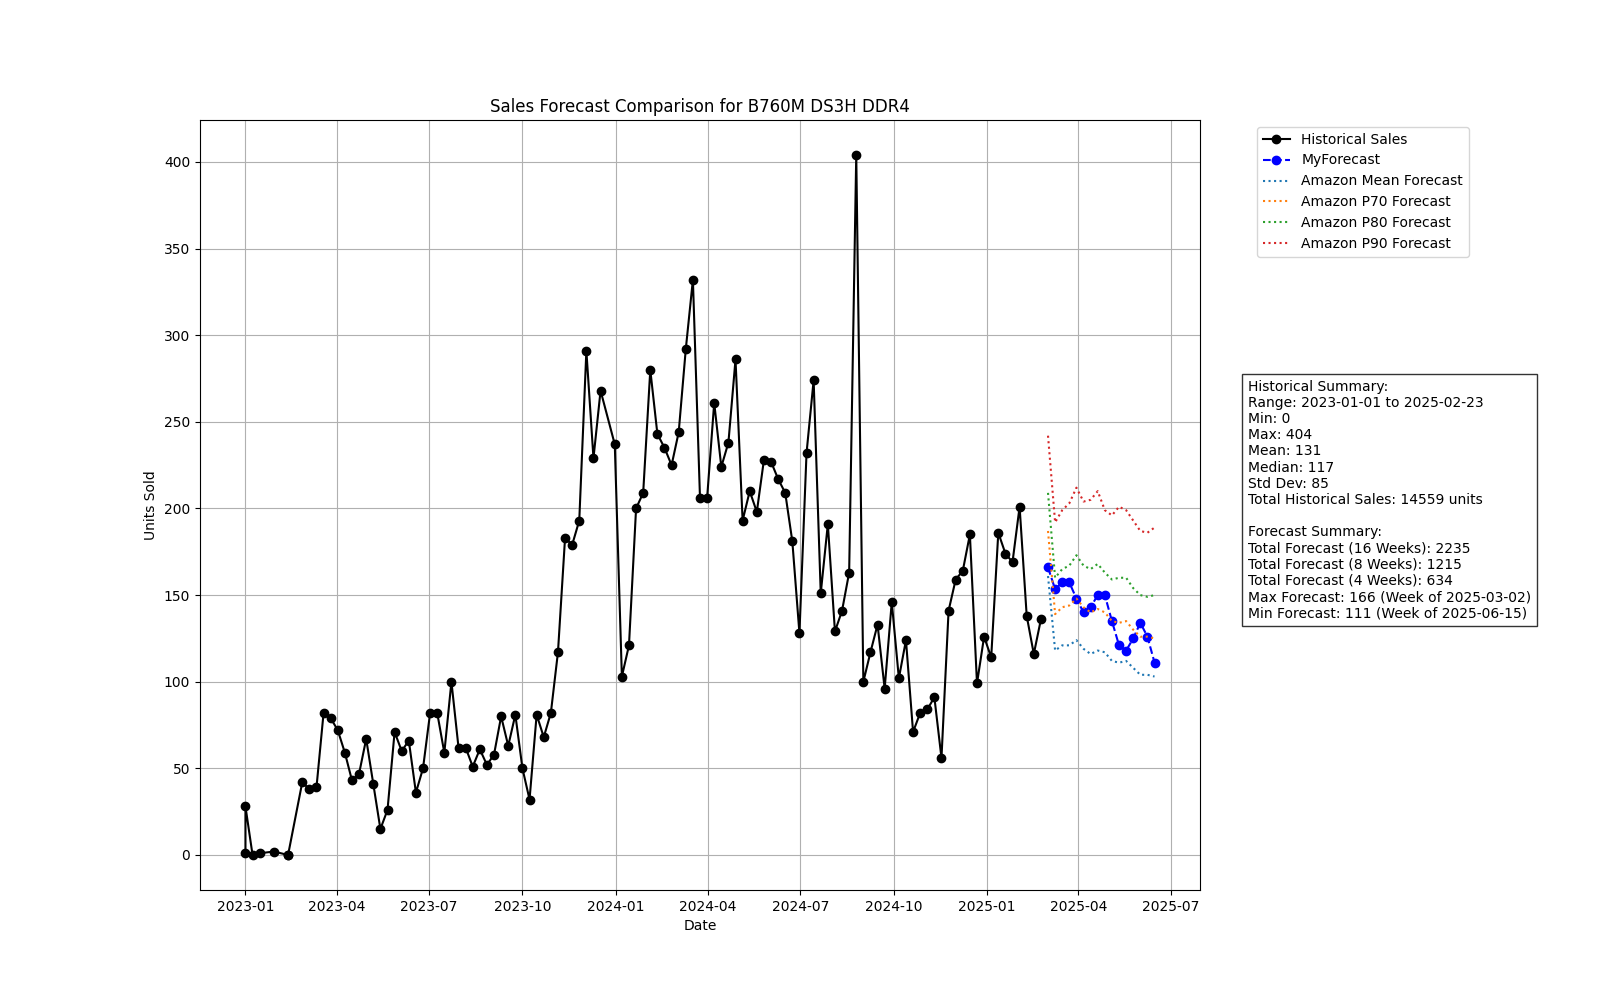 Sales Forecast Comparison for B760M DS3H DDR4
Historical Sales
MyForecast
Amazon Mean Forecast
Amazon P70 Forecast
Amazon P80 Forecast
Amazon P90 Forecast
400
350
300
250
200
150
100
50
0
Units Sold
Historical Summary:
Range: 2023-01-01 to 2025-02-23
Min: 0
Max: 404
Mean: 131
Median: 117
Std Dev: 85
Total Historical Sales: 14559 units
Forecast Summary:
Total Forecast (16 Weeks): 2235
Total Forecast (8 Weeks): 1215
Total Forecast (4 Weeks): 634
Max Forecast: 166 (Week of 2025-03-02)
Min Forecast: 111 (Week of 2025-06-15)
2023-01 2023-04 2023-07 2023-10 2024-01 2024-04 2024-07 2024-10 2025-01 2025-04 2025-07
Date